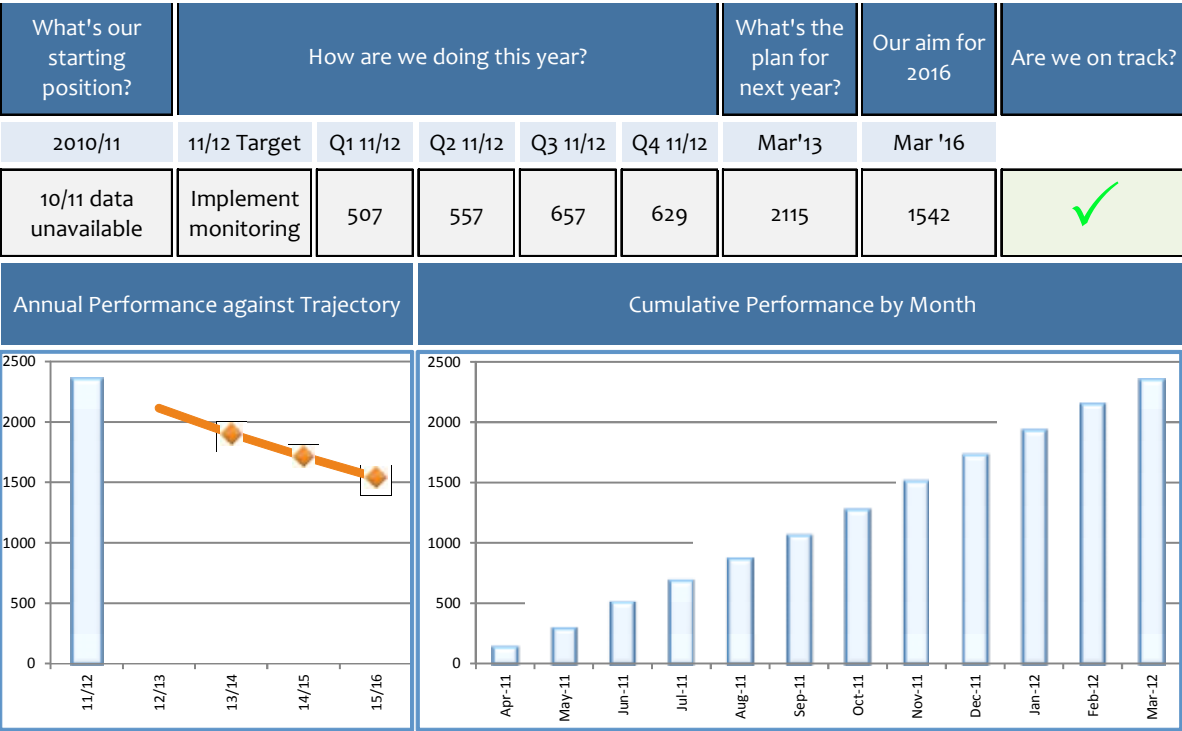 What's our
starting
position?
How are we doing this year?
What's the
plan for
next year?
Our aim for
2016
Are we on track?
2010/11
11/12 Target
Q1 11/12
Q2 11/12
Q3 11/12
Q4 11/12
Mar'13
Mar '16
10/11 data
unavailable
Implement
monitoring
507
557
657
629
2115
1542
Annual Performance against Trajectory
Cumulative Performance by Month
2500
2000
1500
1000
500
0
11/12
12/13
13/14
14/15
15/16
2500
2000
1500
1000
500
0
Apr-11
May-11
Jun-11
Jul-11
Aug-11
Sep-11
Oct-11
Nov-11
Dec-11
Jan-12
Feb-12
Mar-12